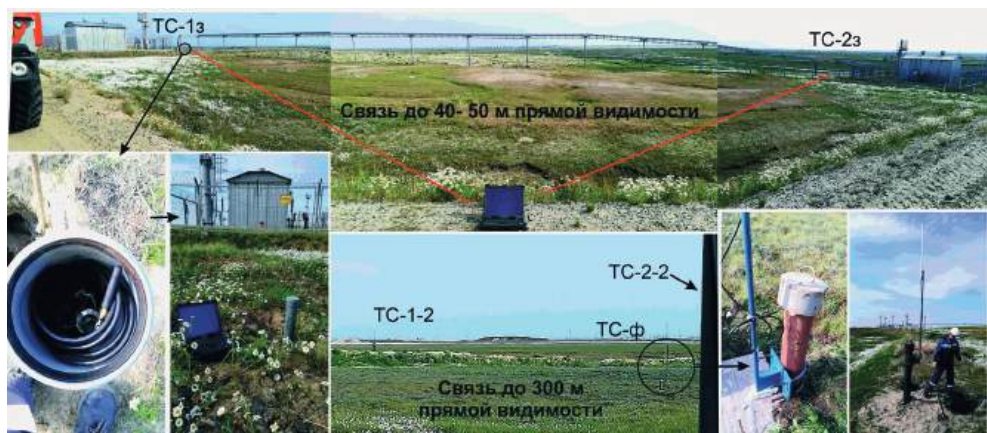 ТС-1з
ТС-2з
Связь до 40- 50 м прямой видимости
ТС-2-2
ТС-1-2
ТС-ф
Связь до 300 м
прямой видимости